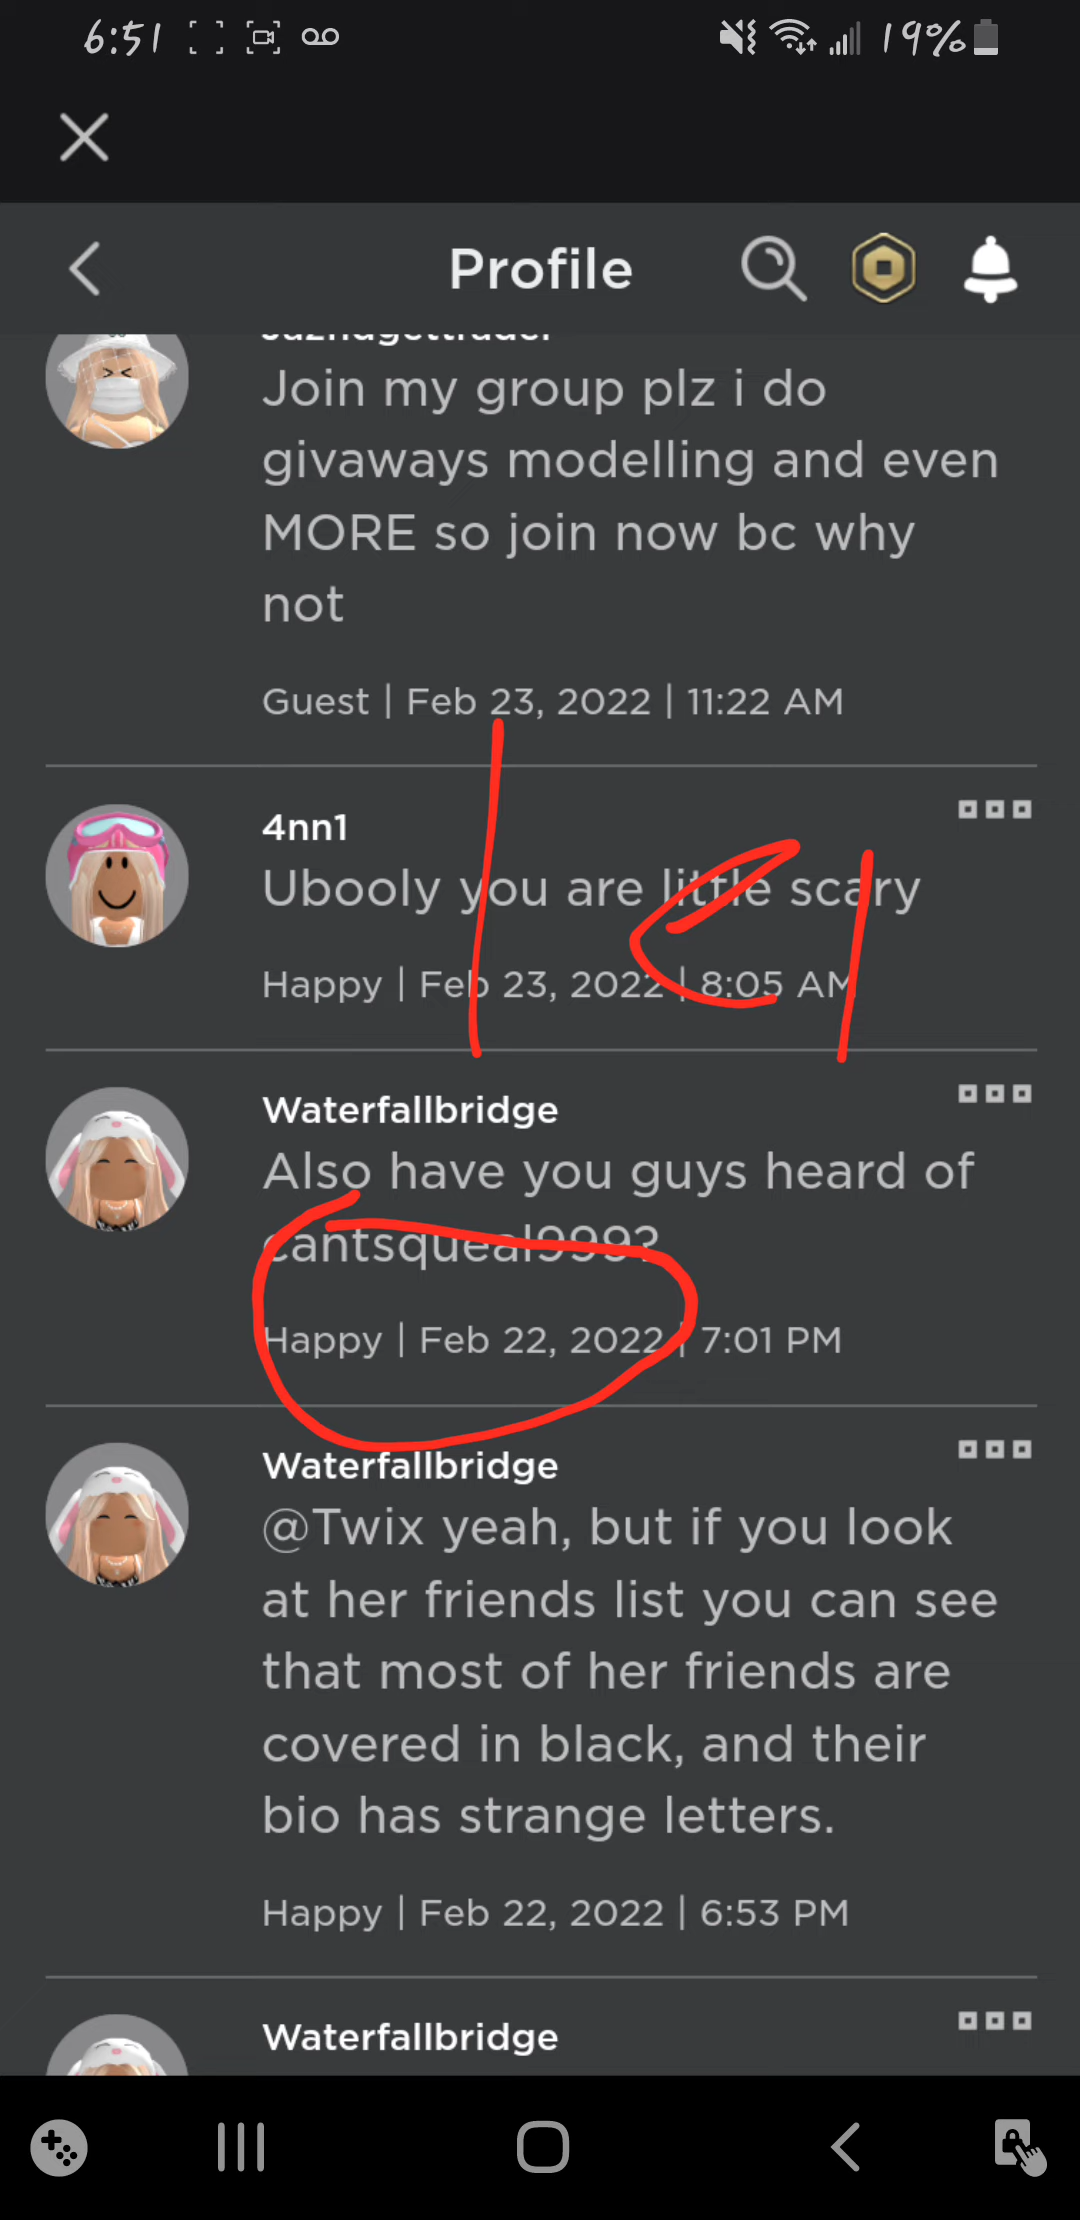 6:51
19%
Profile
Join my group plz i do
givaways modelling and even
MORE so join now bc why
not
Guest | Feb 23, 2022 | 11:22 AM
4nn1
Ubooly you are little scary
Happy | Feb 23, 2022 | 8:05 AM
Waterfallbridge
Also have you guys heard of
cantsqueal999?
Happy | Feb 22, 2022 | 7:01 PM
Waterfallbridge
@Twix yeah, but if you look
at her friends list you can see
that most of her friends are
covered in black, and their
bio has strange letters.
Happy | Feb 22, 2022 | 6:53 PM
Waterfallbridge